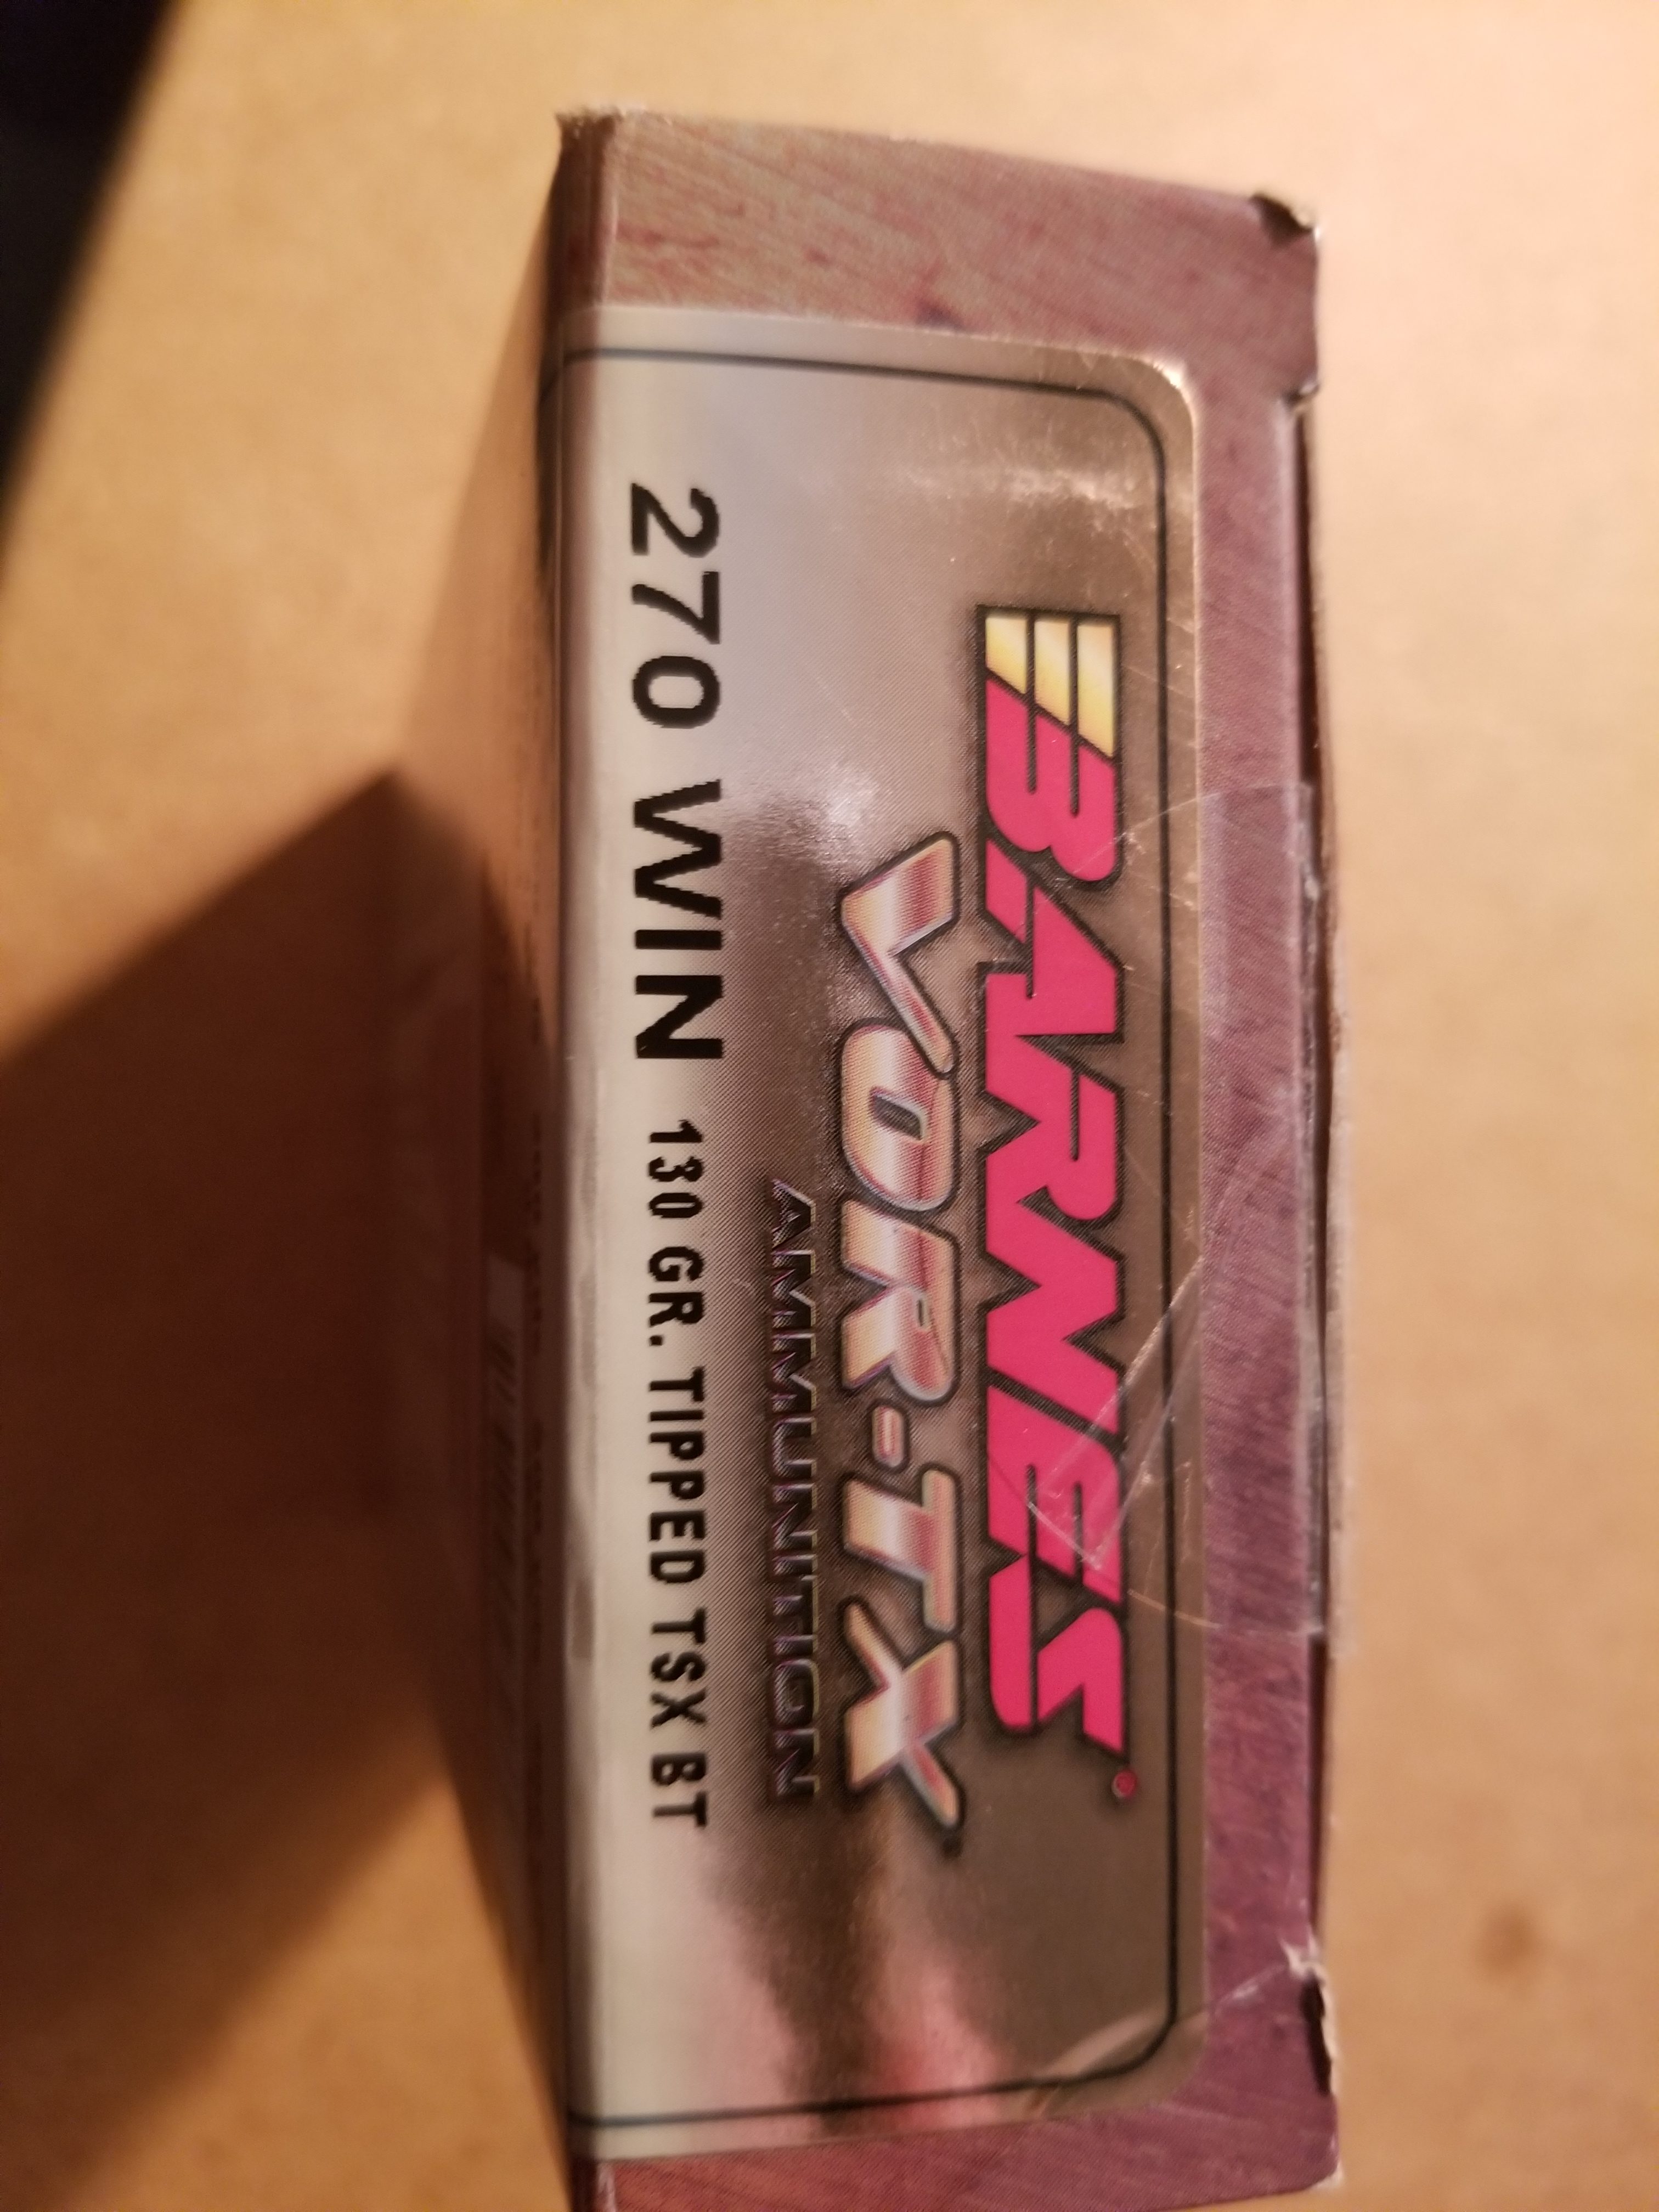 BARNES
VOR-TX
AMMUNITION
270 WIN 130 GR. TIPPED TSX BT